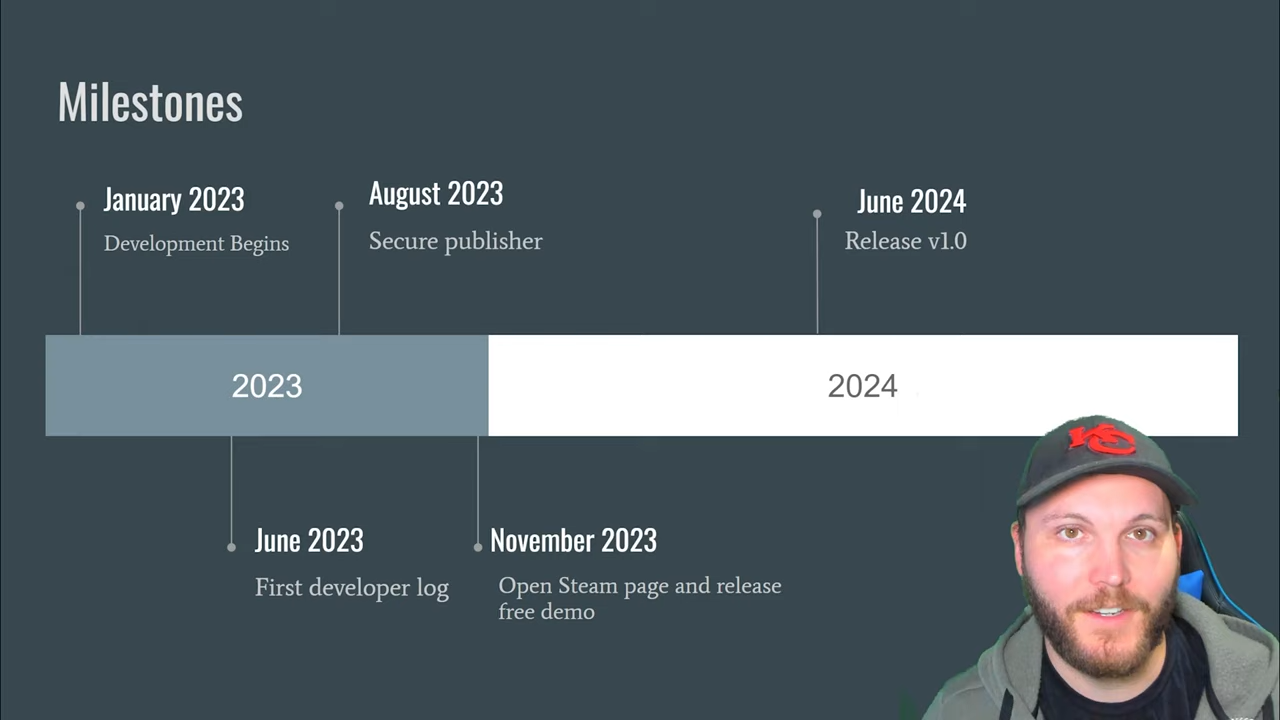 Milestones
January 2023
Development Begins
August 2023
Secure publisher
June 2024
Release v1.0
2023
2024
June 2023
First developer log
November 2023
Open Steam page and release
free demo